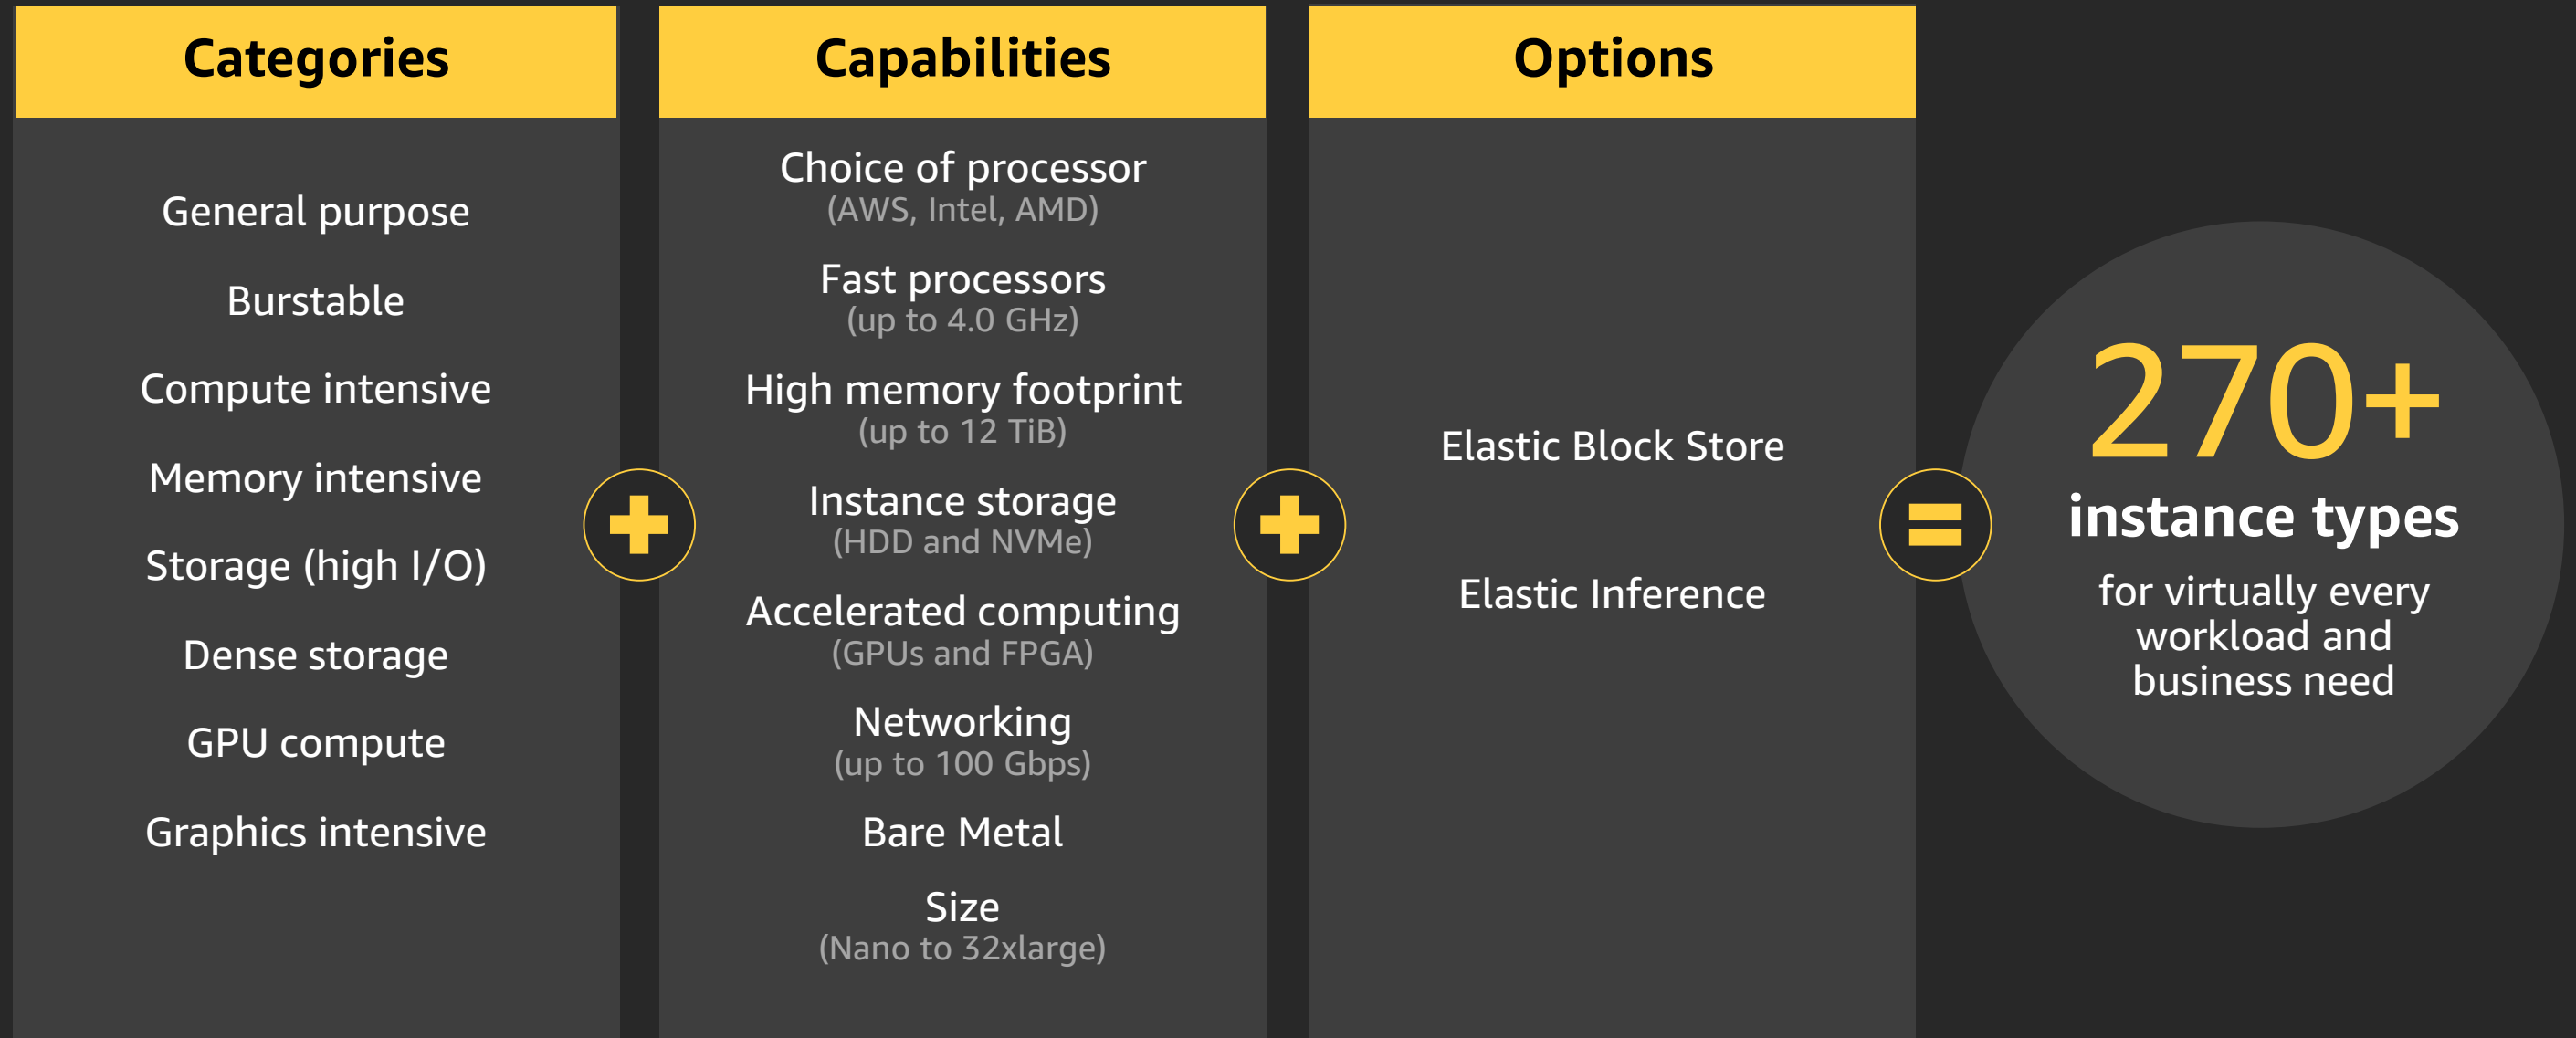 Categories
General purpose
Burstable
Compute intensive
Memory intensive
Storage (high I/O)
Dense storage
GPU compute
Graphics intensive
Capabilities
Choice of processor
(AWS, Intel, AMD)
Fast processors
(up to 4.0 GHz)
High memory footprint
(up to 12 TiB)
Instance storage
(HDD and NVMe)
Accelerated computing
(GPUs and FPGA)
Networking
(up to 100 Gbps)
Bare Metal
Size
(Nano to 32xlarge)
Options
Elastic Block Store
Elastic Inference
270+
instance types
for virtually every
workload and
business need